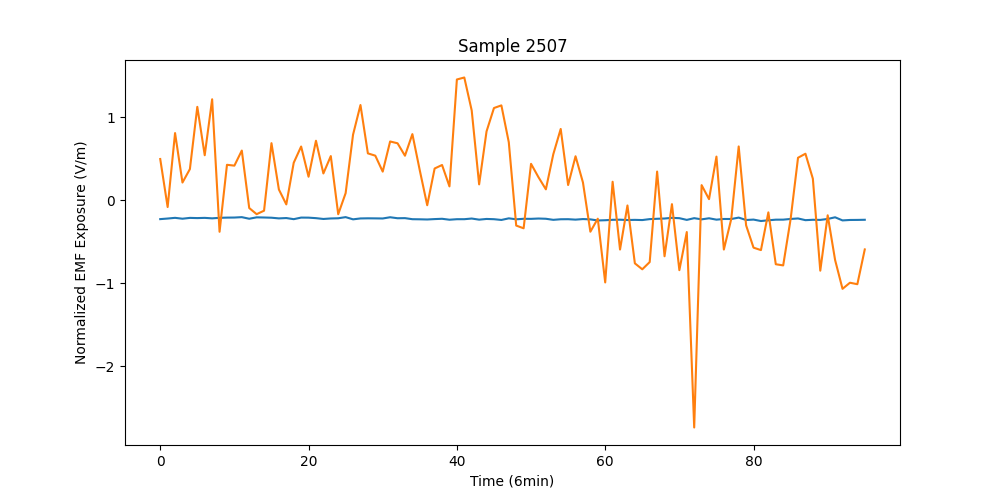 Sample 2507
Normalized EMF Exposure (V/m)
1
0
−1
−2
0 20 40 60 80
Time (6min)